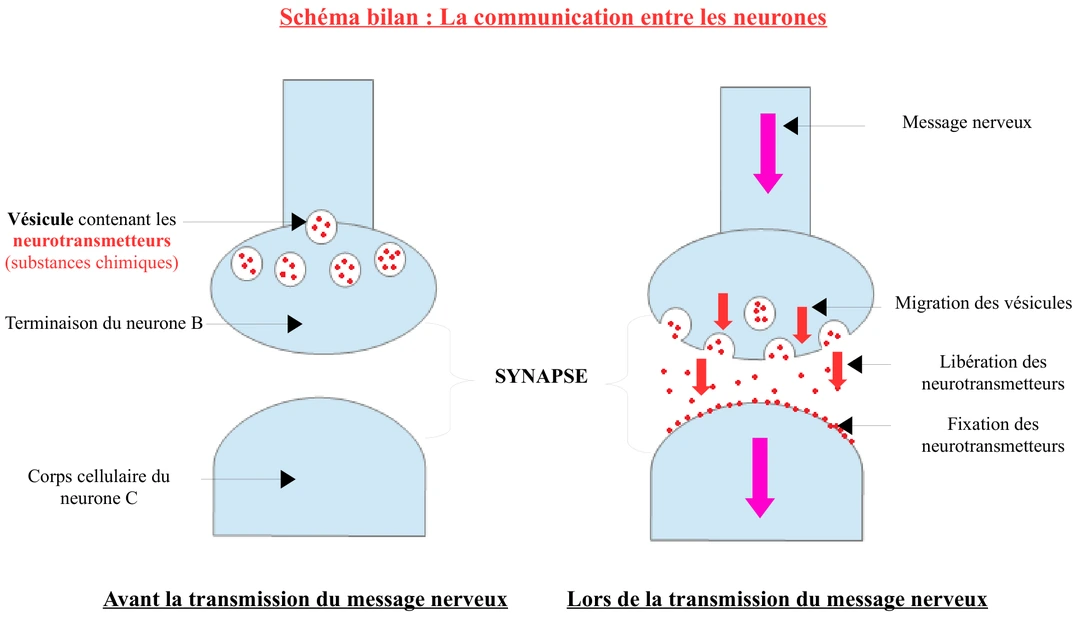 Schéma bilan : La communication entre les neurones
Vésicule contenant les
neurotransmetteurs
(substances chimiques)
Terminaison du neurone B
Corps cellulaire du
neurone C
SYNAPSE
Message nerveux
Migration des vésicules
Libération des
neurotransmetteurs
Fixation des
neurotransmetteurs
Avant la transmission du message nerveux
Lors de la transmission du message nerveux